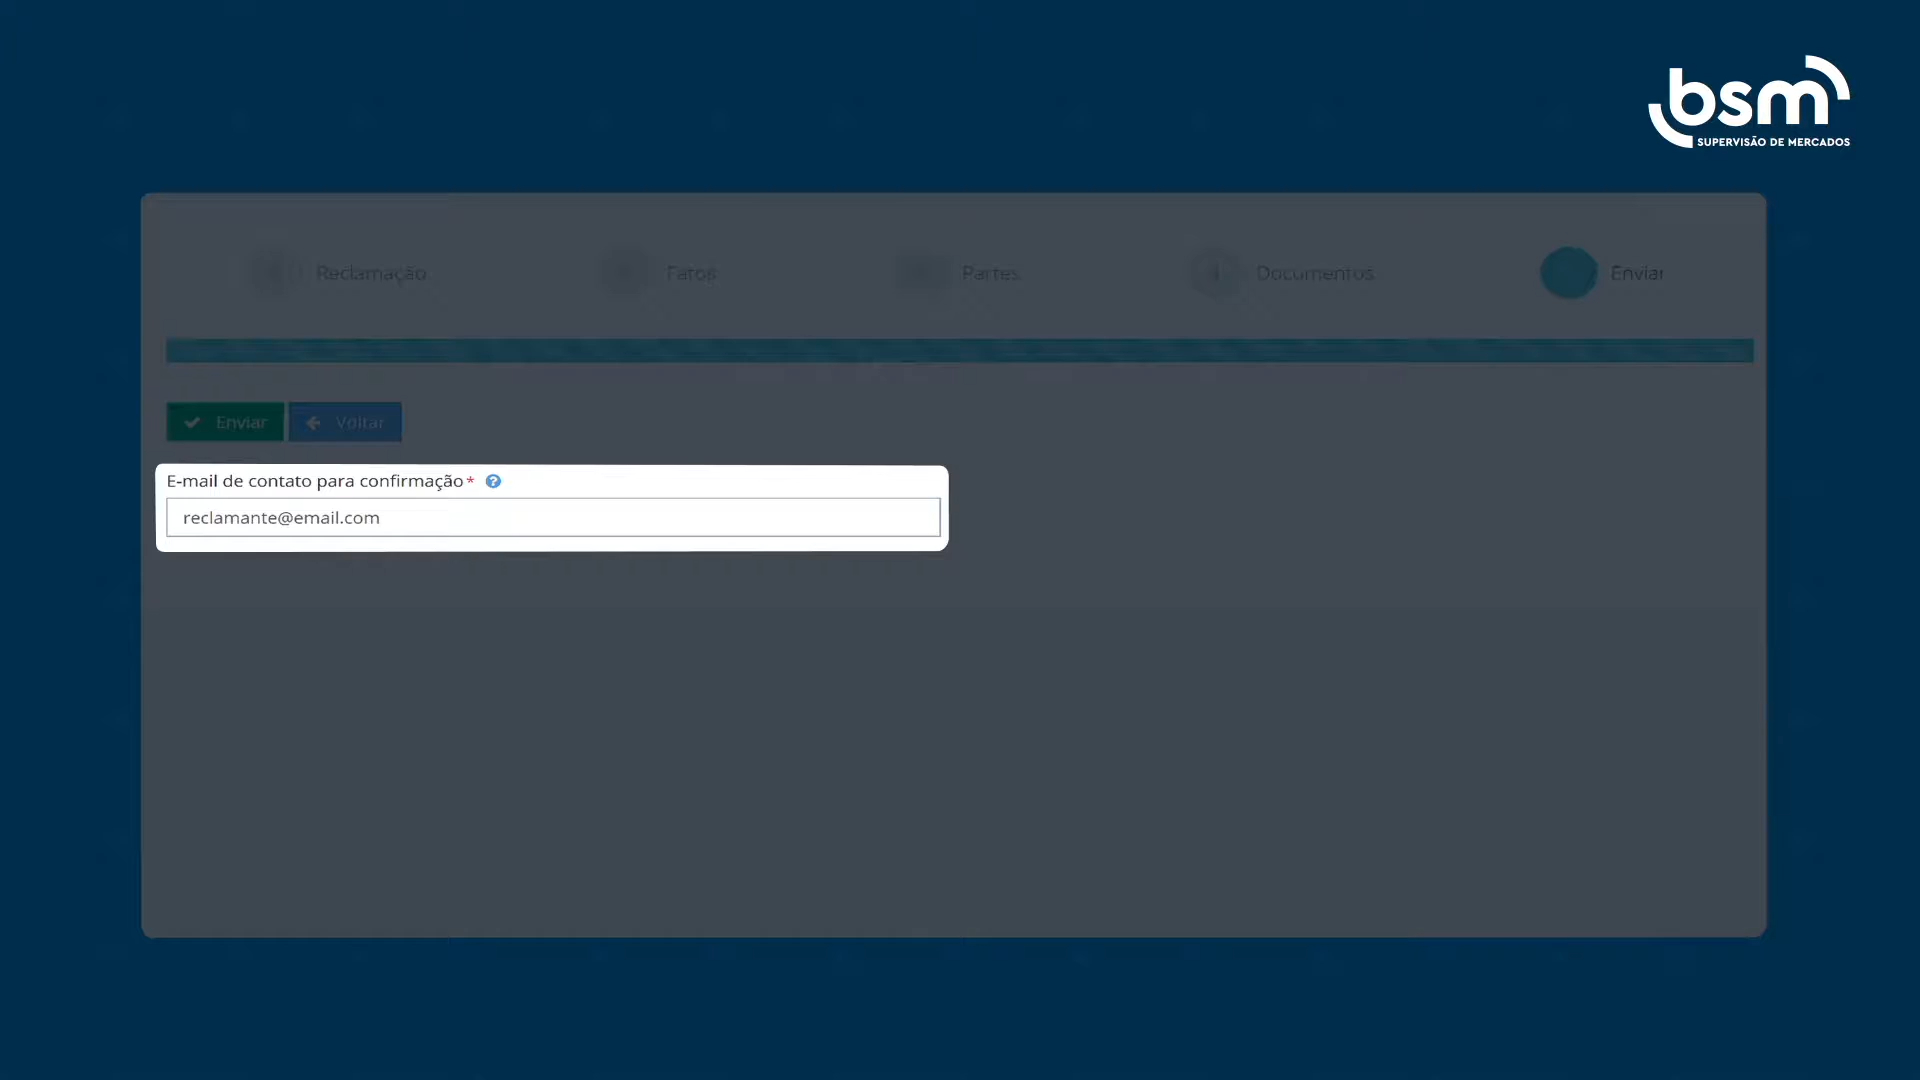 bsm
SUPERVISÃO DE MERCADOS
Reclamação
Fatos
Partes
4 Documentos
Enviar
Enviar
Voltar
E-mail de contato para confirmação*
reclamante@email.com